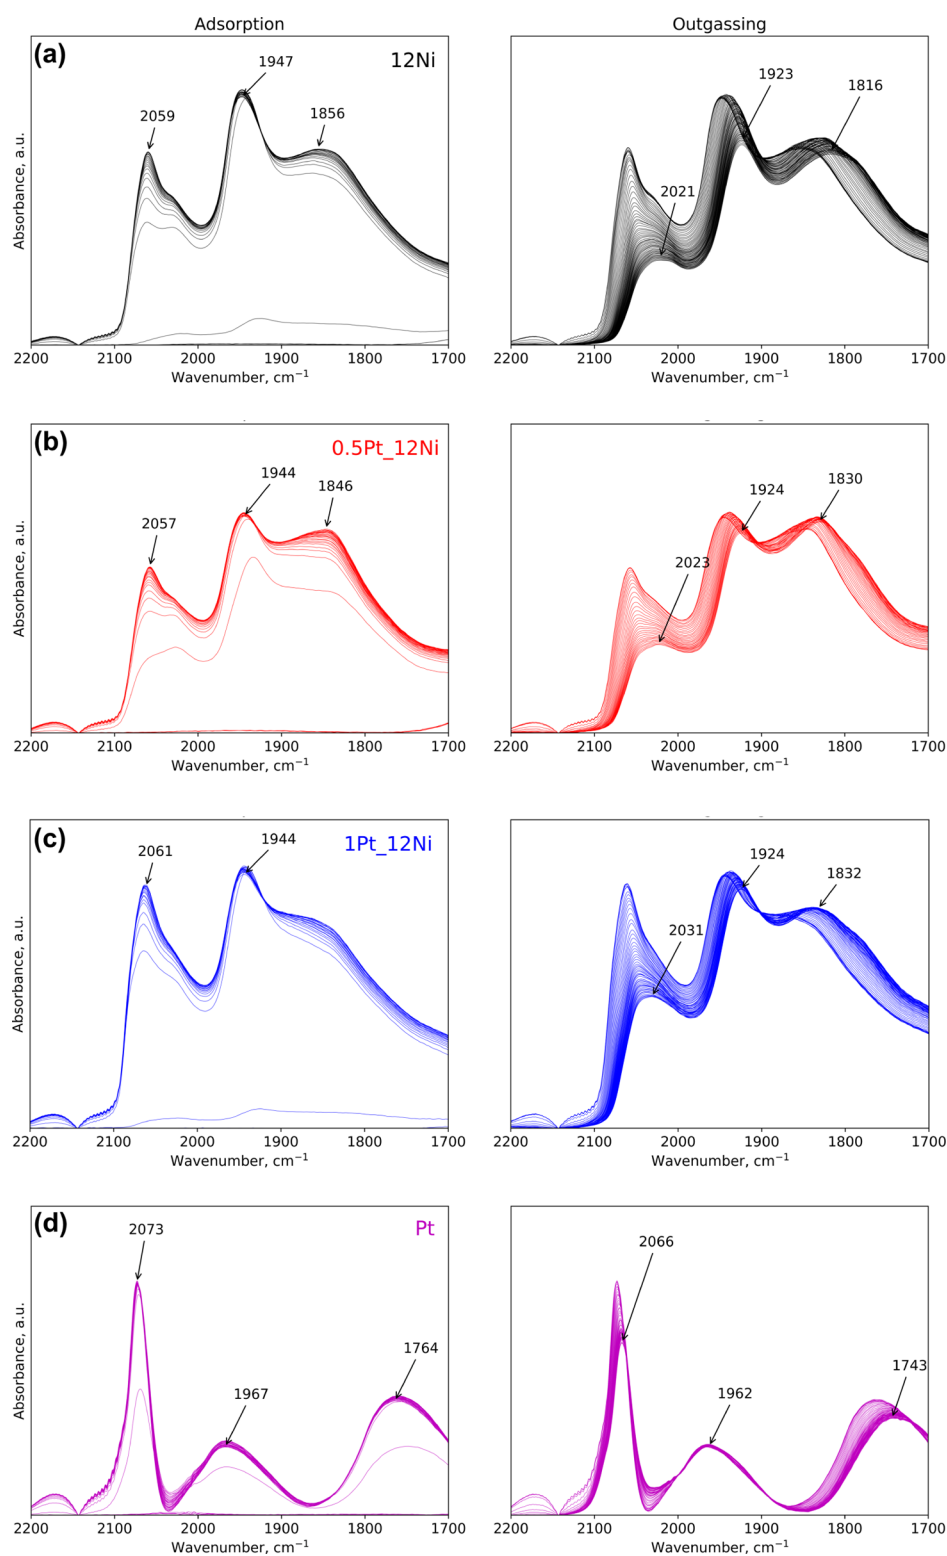 Adsorption
Outgassing
(a)
12Ni
2059
1947
1856
1923
1816
2021
Absorbance, a.u.
2200 2100 2000 1900 1800 1700
Wavenumber, cm⁻¹
2200 2100 2000 1900 1800 1700
Wavenumber, cm⁻¹
(b)
0.5Pt_12Ni
2057
1944
1846
1924
1830
2023
Absorbance, a.u.
2200 2100 2000 1900 1800 1700
Wavenumber, cm⁻¹
2200 2100 2000 1900 1800 1700
Wavenumber, cm⁻¹
(c)
1Pt_12Ni
2061
1944
1924
1832
2031
Absorbance, a.u.
2200 2100 2000 1900 1800 1700
Wavenumber, cm⁻¹
2200 2100 2000 1900 1800 1700
Wavenumber, cm⁻¹
(d)
Pt
2073
1967
1764
2066
1962
1743
Absorbance, a.u.
2200 2100 2000 1900 1800 1700
Wavenumber, cm⁻¹
2200 2100 2000 1900 1800 1700
Wavenumber, cm⁻¹